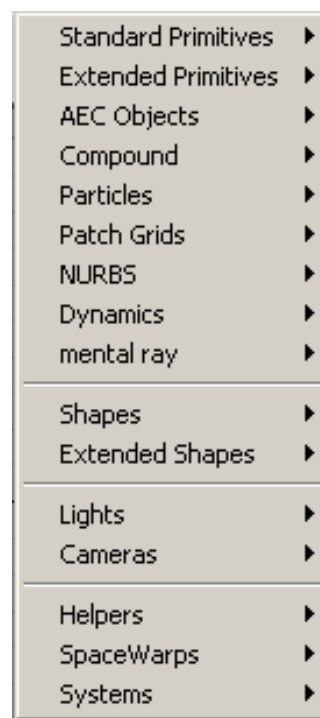 Standard Primitives
Extended Primitives
AEC Objects
Compound
Particles
Patch Grids
NURBS
Dynamics
mental ray
Shapes
Extended Shapes
Lights
Cameras
Helpers
SpaceWarps
Systems